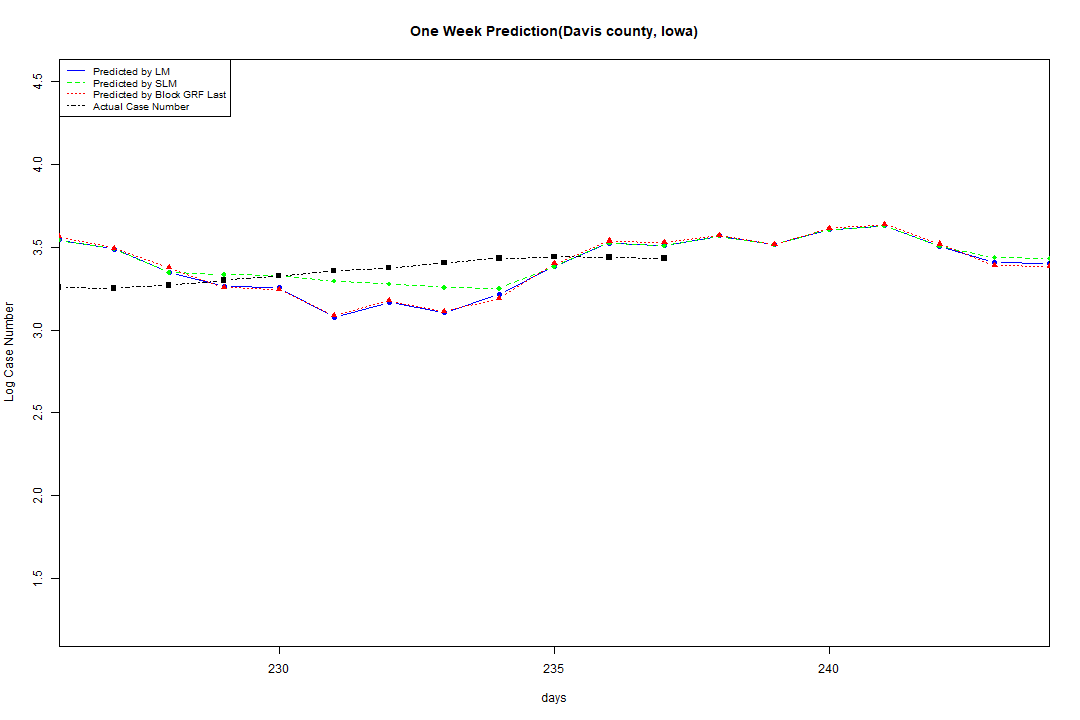 One Week Prediction(Davis county, Iowa)
Predicted by LM
Predicted by SLM
Predicted by Block GRF Last
Actual Case Number
4.5
4.0
3.5
3.0
2.5
2.0
1.5
Log Case Number
230
235
240
days